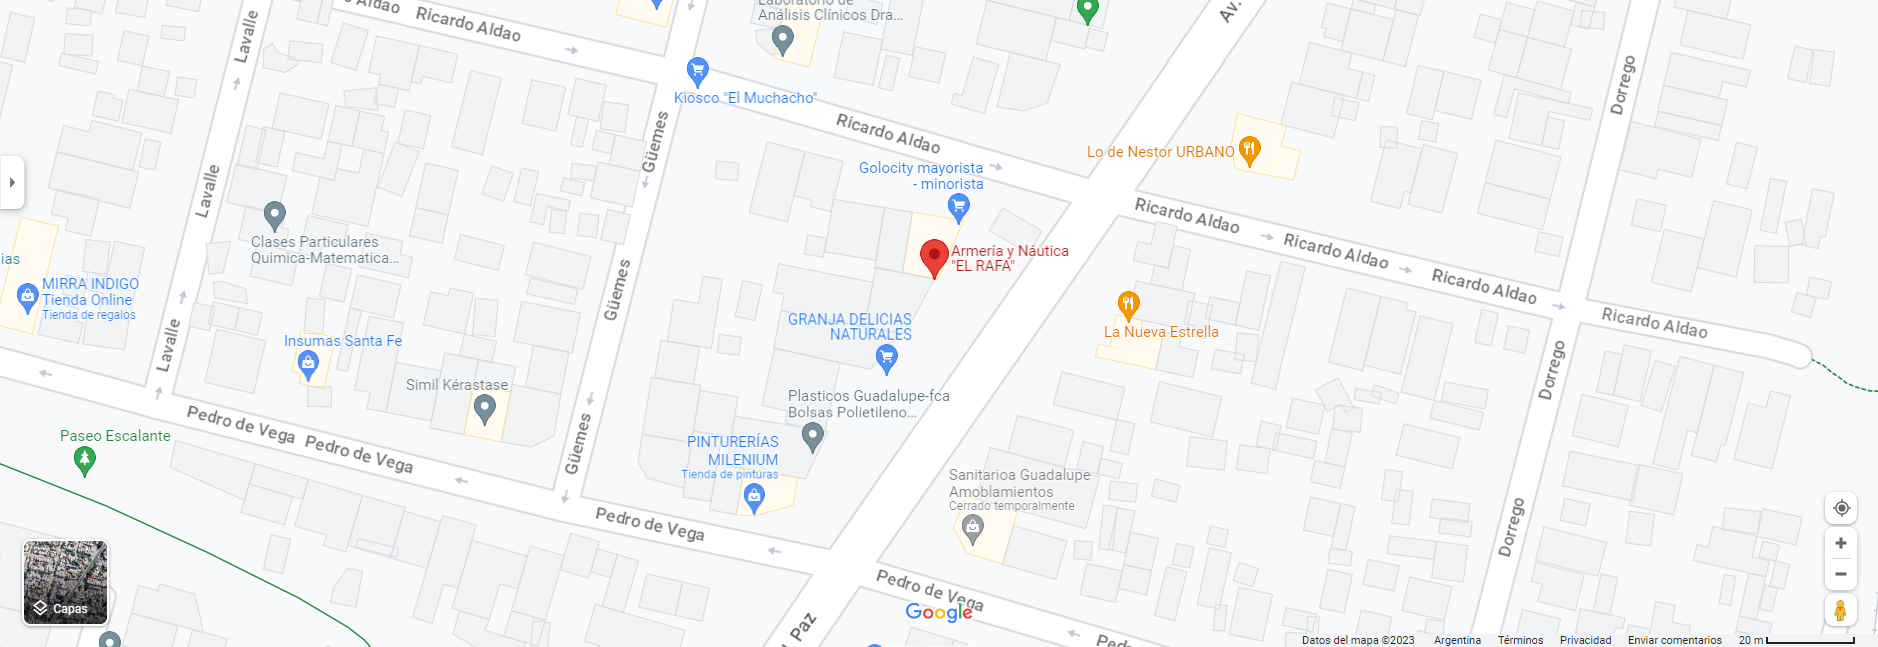 Lavalle
Aldao
Ricardo Aldao
Laboratorio de
Análisis Clínicos Dra...
Av.
Dorrego
Kiosco "El Muchacho"
Güemes
Ricardo Aldao
Lo de Nestor URBANO
Golocity mayorista
- minorista
Lavalle
Ricardo Aldao
Ricardo Aldao
Ricardo Aldao
Ricardo Aldao
Clases Particulares
Quimica-Matematica...
Armería y Náutica
"EL RAFA"
ias
MIRRA INDIGO
Tienda Online
Tienda de regalos
Güemes
GRANJA DELICIAS
NATURALES
La Nueva Estrella
Lavalle
Insumas Santa Fe
Dorrego
Simil Kérastase
Plasticos Guadalupe-fca
Bolsas Polietileno...
Pedro de Vega
Pedro de Vega
Güemes
Paseo Escalante
PINTURERÍAS
MILENIUM
Tienda de pinturas
Sanitarioa Guadalupe
Amoblamientos
Cerrado temporalmente
Dorrego
Pedro de Vega
Pedro de Vega
Capas
Google
Paz
Pedro
Datos del mapa ©2023
Argentina
Términos
Privacidad
Enviar comentarios
20 m